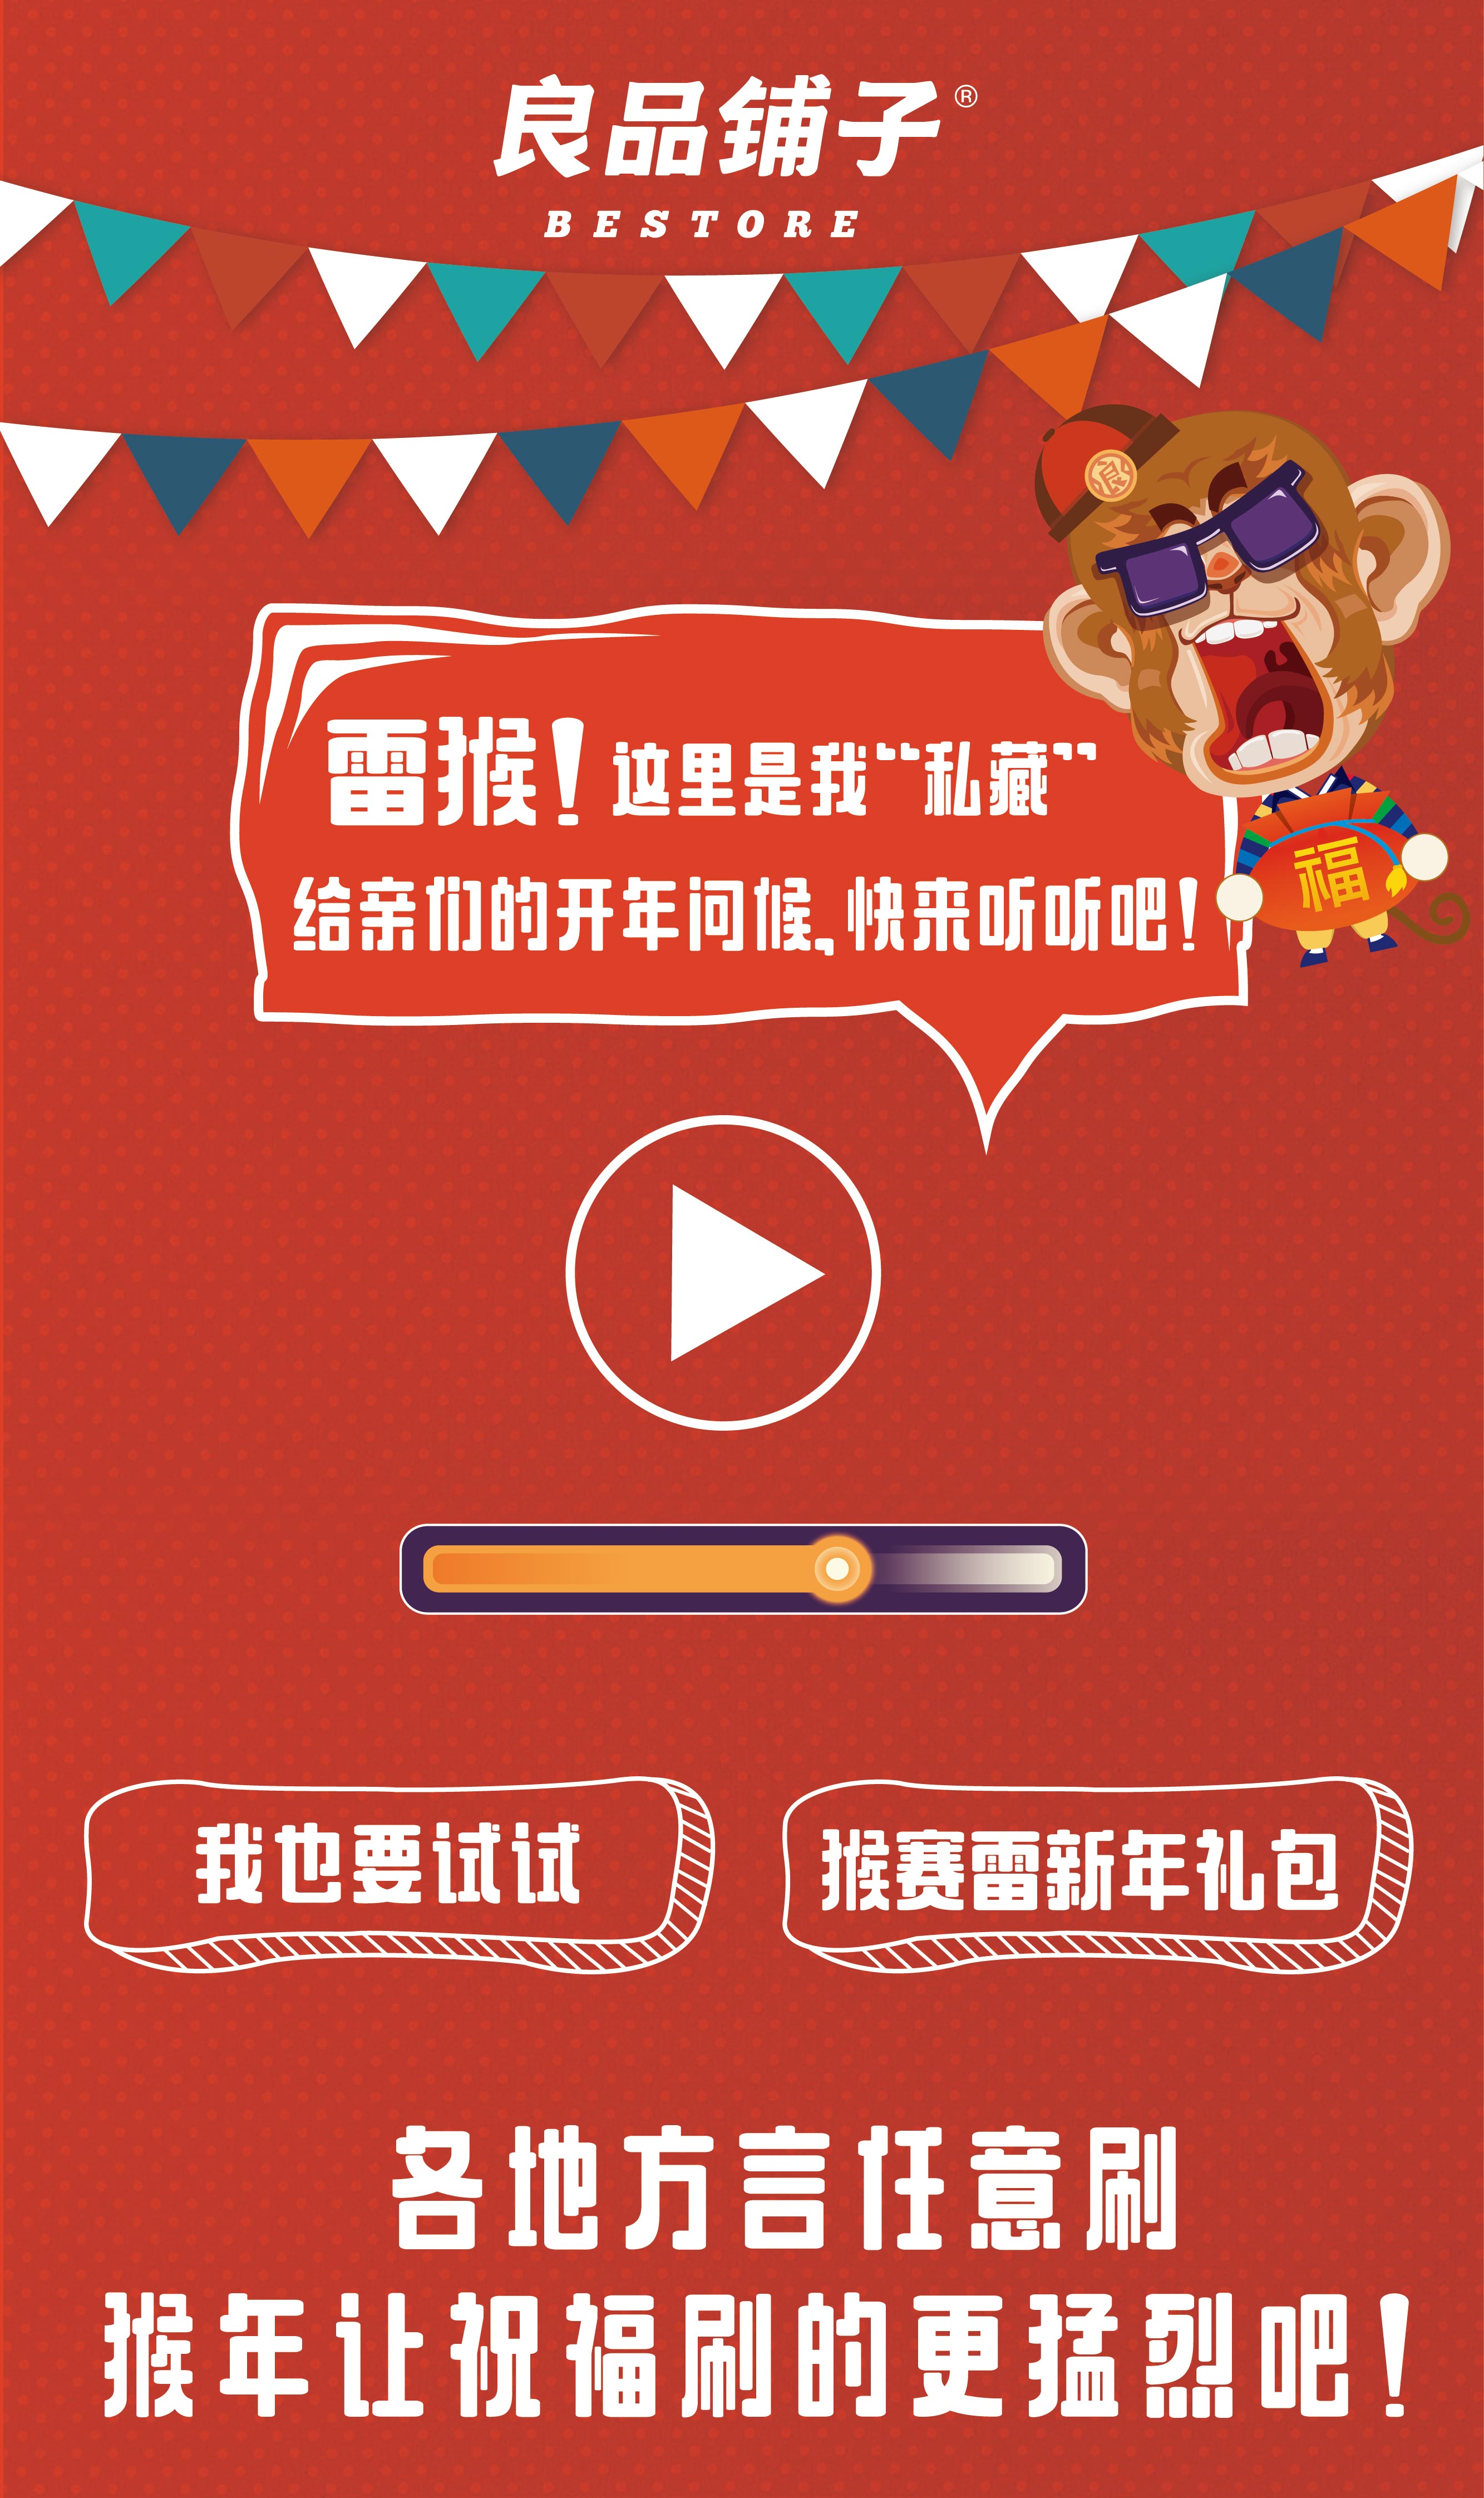 良品铺子®
BESTORE
雷猴！这里是我“私藏”
给亲们的开年问候，快来听听吧！
福
我也要试试
猴赛雷新年礼包
各地方言任意刷
猴年让祝福刷的更猛烈吧！